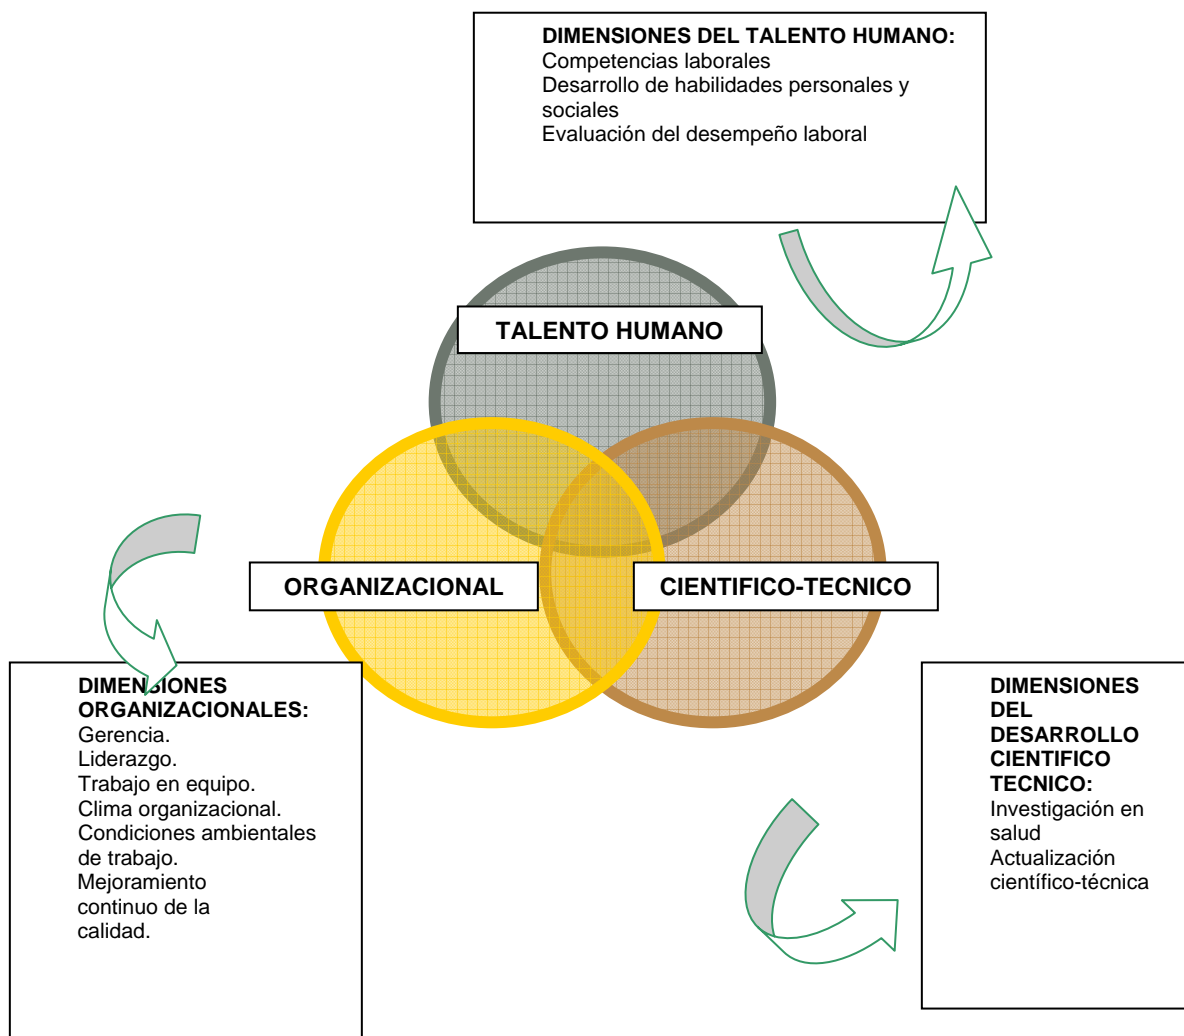 DIMENSIONES DEL TALENTO HUMANO:
Competencias laborales
Desarrollo de habilidades personales y
sociales
Evaluación del desempeño laboral
TALENTO HUMANO
ORGANIZACIONAL
CIENTIFICO-TECNICO
DIMENSIONES
ORGANIZACIONALES:
Gerencia.
Liderazgo.
Trabajo en equipo.
Clima organizacional.
Condiciones ambientales
de trabajo.
Mejoramiento
continuo de la
calidad.
DIMENSIONES
DEL
DESARROLLO
CIENTIFICO
TECNICO:
Investigación en
salud
Actualización
científico-técnica